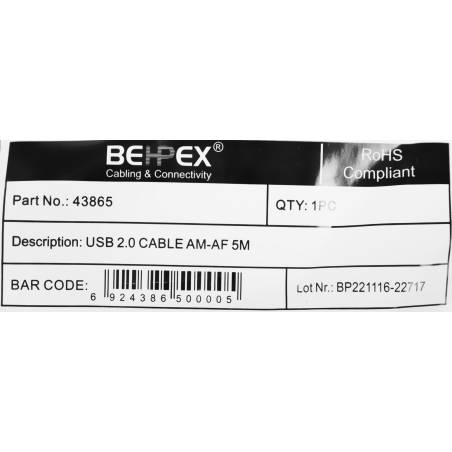 BEHPEX®
Cabling & Connectivity
RoHS
Compliant
Part No.: 43865
QTY: 1PC
Description: USB 2.0 CABLE AM-AF 5M
BAR CODE:
6 924386 500005
Lot Nr.: BP221116-22717